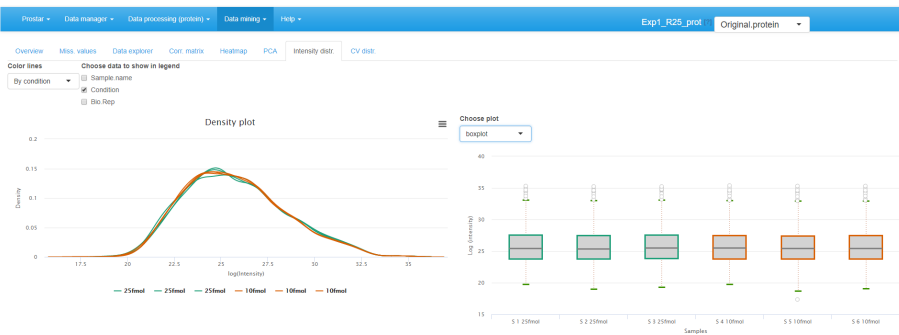 Prostar Data manager Data processing (protein) Data mining Help Exp1_R25_prot Original.protein
Overview Miss. values Data explorer Corr. matrix Heatmap PCA Intensity distr. CV distr.
Color lines Choose data to show in legend
By condition Sample.name
Condition
Bio.Rep
Choose plot
boxplot
Density plot
0.2
0.15
0.1
0.05
0
Density
17.5 20 22.5 25 27.5 30 32.5 35
log(Intensity)
25fmol 25fmol 25fmol 10fmol 10fmol 10fmol
40
35
30
25
20
15
Log (intensity)
S 1 25fmol S 2 25fmol S 3 25fmol S 4 10fmol S 5 10fmol S 6 10fmol
Samples